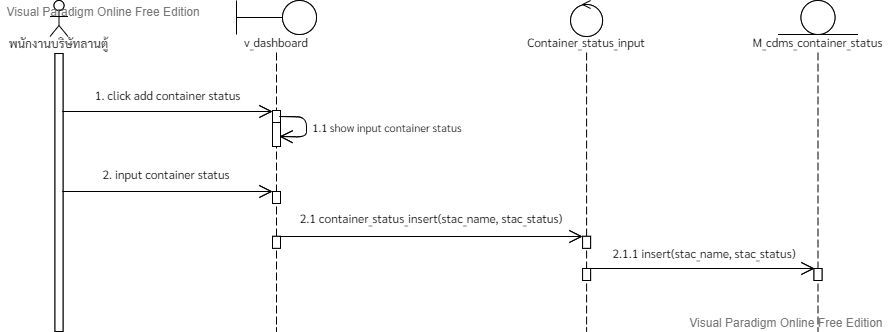 Visual Paradigm Online Free Edition
พนักงานบริษัทลานตู้
v_dashboard
Container_status_input
M_cdms_container_status
1. click add container status
1.1 show input container status
2. input container status
2.1 container_status_insert(stac_name, stac_status)
2.1.1 insert(stac_name, stac_status)
Visual Paradigm Online Free Edition